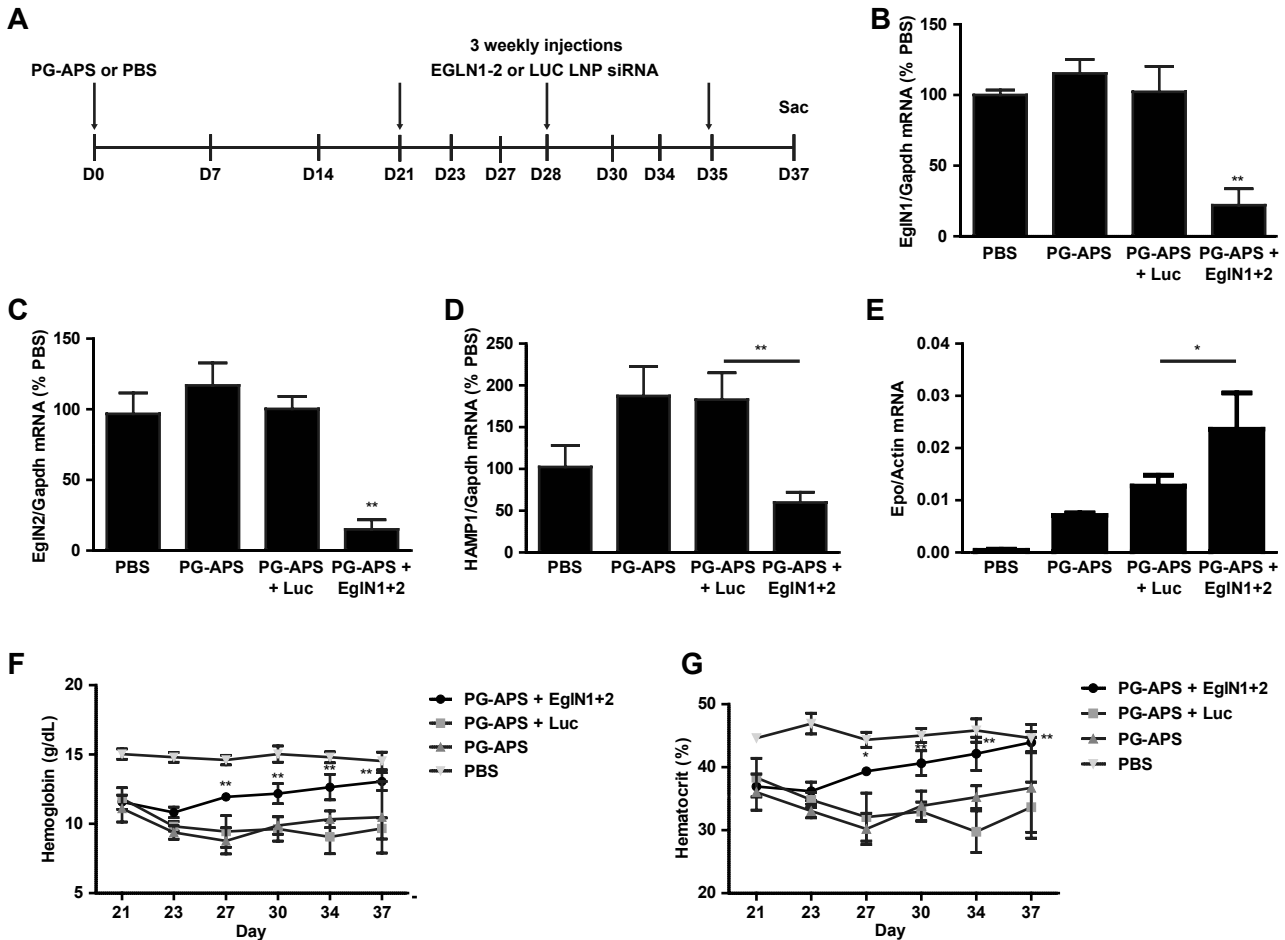 A
3 weekly injections
PG-APS or PBS
EGLN1-2 or LUC LNP siRNA
Sac
D0 D7 D14 D21 D23 D27 D28 D30 D34 D35 D37
B
EglN1/Gapdh mRNA (% PBS)
150
100
50
0
**
PBS PG-APS PG-APS + Luc PG-APS + EglN1+2
C
EglN2/Gapdh mRNA (% PBS)
150
100
50
0
**
PBS PG-APS PG-APS + Luc PG-APS + EglN1+2
D
HAMP1/Gapdh mRNA (% PBS)
250
200
150
100
50
0
**
PBS PG-APS PG-APS + Luc PG-APS + EglN1+2
E
Epo/Actin mRNA
0.04
0.03
0.02
0.01
0.00
*
PBS PG-APS PG-APS + Luc PG-APS + EglN1+2
F
Hemoglobin (g/dL)
20
15
10
5
** ** ** **
21 23 27 30 34 37
Day
PG-APS + EglN1+2
PG-APS + Luc
PG-APS
PBS
G
Hematocrit (%)
50
40
30
20
* ** ** **
21 23 27 30 34 37
Day
PG-APS + EglN1+2
PG-APS + Luc
PG-APS
PBS